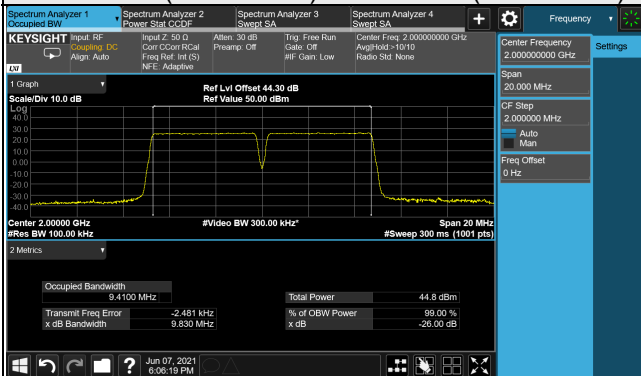 Spectrum Analyzer 1
Occupied BW
Spectrum Analyzer 2
Power Stat CCDF
Spectrum Analyzer 3
Swept SA
Spectrum Analyzer 4
Swept SA
+
Frequency
KEYSIGHT
LXI
Input: RF
Coupling: DC
Align: Auto
Input Z: 50 Ω
Corr CCorr RCal
Freq Ref: Int (S)
NFE: Adaptive
Atten: 30 dB
Preamp: Off
Trig: Free Run
Gate: Off
#IF Gain: Low
Center Freq: 2.000000000 GHz
Avg|Hold:>10/10
Radio Std: None
Center Frequency
2.000000000 GHz
Settings
Span
20.000 MHz
CF Step
2.000000 MHz
Auto
Man
Freq Offset
0 Hz
1 Graph
Scale/Div 10.0 dB
Ref Lvl Offset 44.30 dB
Ref Value 50.00 dBm
Log
40.0
30.0
20.0
10.0
0.00
-10.0
-20.0
-30.0
-40.0
Center 2.00000 GHz
#Video BW 300.00 kHz*
Span 20 MHz
#Res BW 100.00 kHz
#Sweep 300 ms (1001 pts)
2 Metrics
Occupied Bandwidth
9.4100 MHz
Total Power 44.8 dBm
Transmit Freq Error -2.481 kHz
% of OBW Power 99.00 %
x dB Bandwidth 9.830 MHz
x dB -26.00 dB
?
Jun 07, 2021
6:06:19 PM